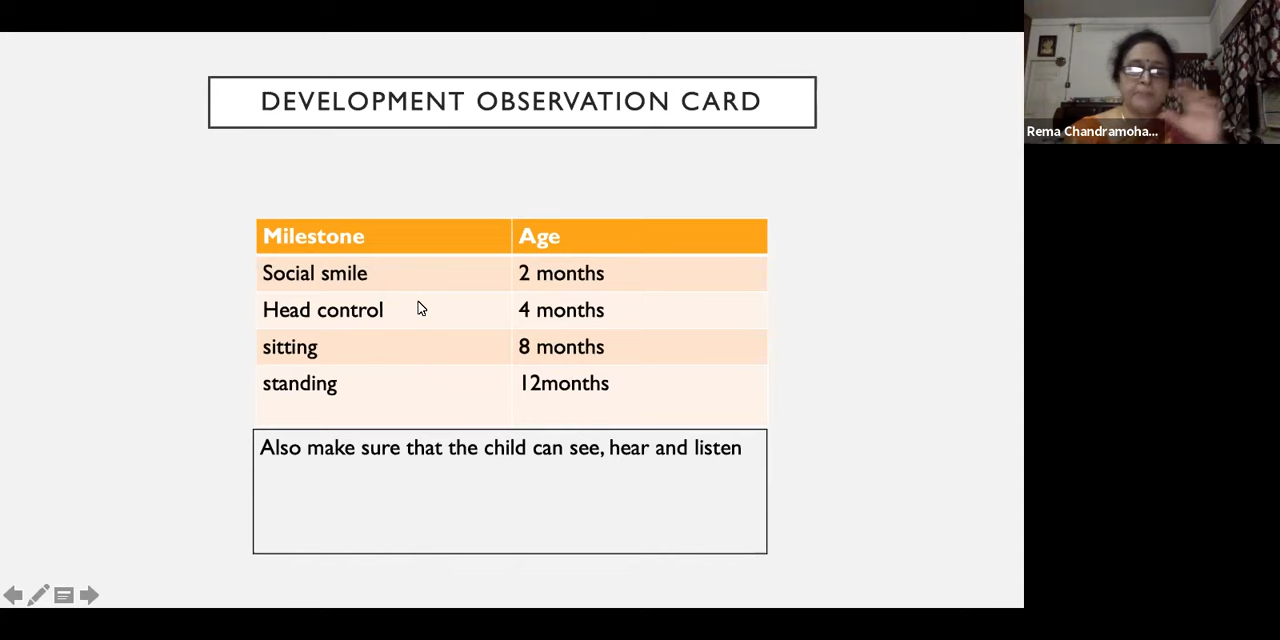 DEVELOPMENT OBSERVATION CARD
Rema Chandramoha...
Milestone Age
Social smile 2 months
Head control 4 months
sitting 8 months
standing 12months
Also make sure that the child can see, hear and listen